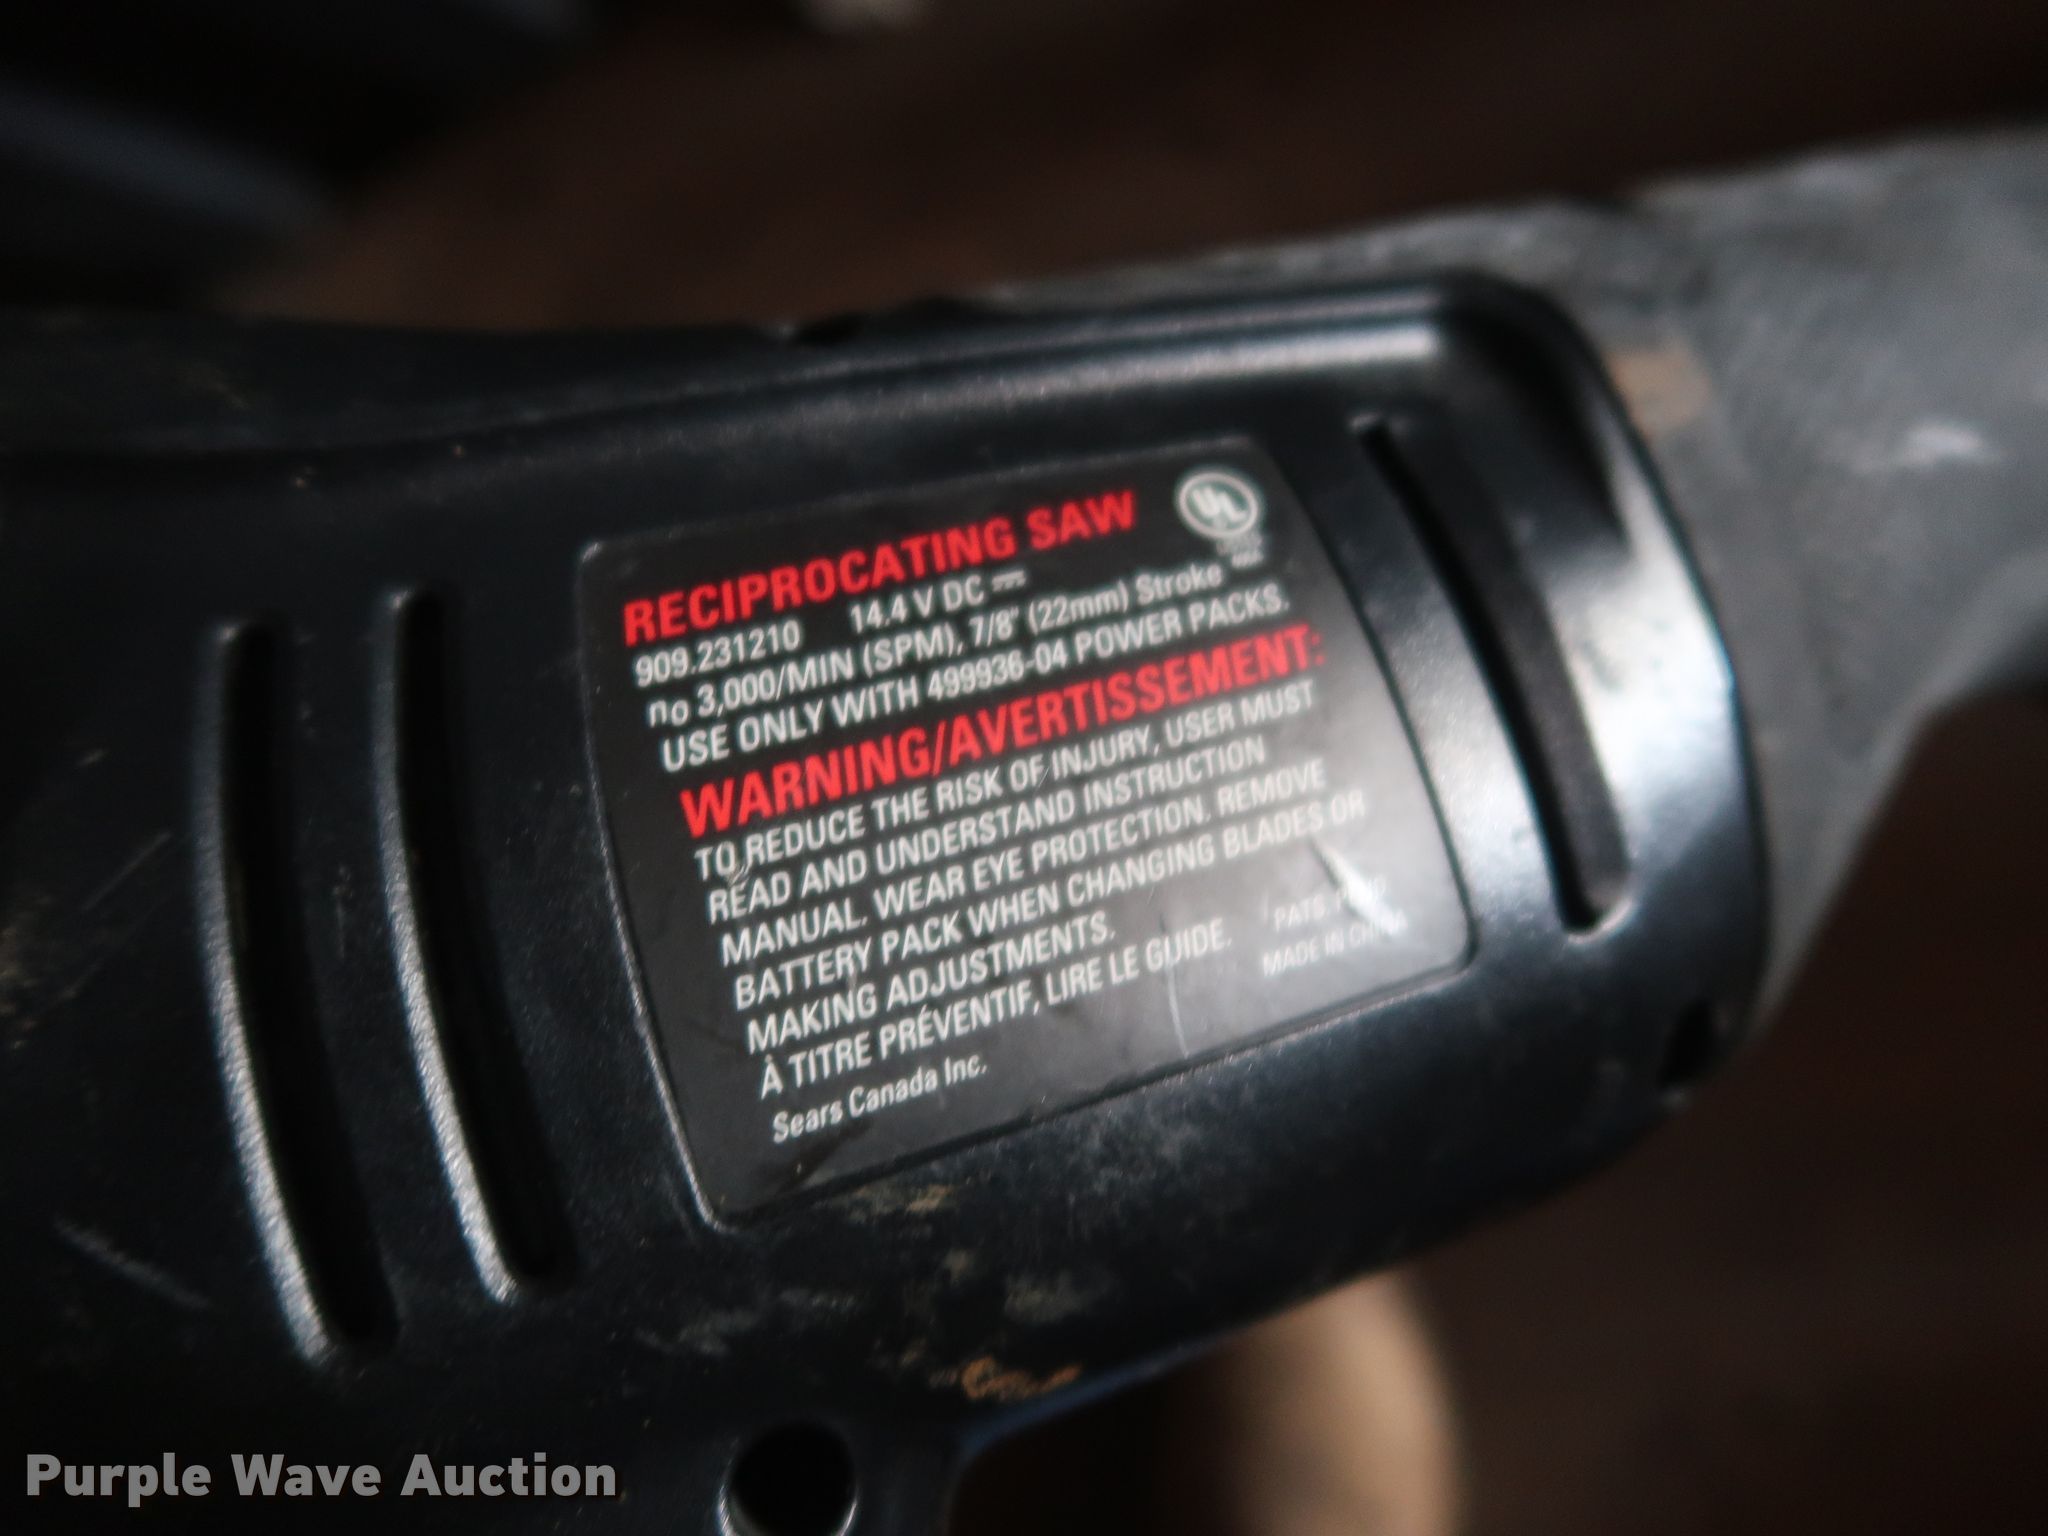 RECIPROCATING SAW
UL
909.231210 14.4 V DC
no 3,000/MIN (SPM), 7/8" (22mm) Stroke
USE ONLY WITH 499936-04 POWER PACKS.
WARNING/AVERTISSEMENT:
TO REDUCE THE RISK OF INJURY, USER MUST
READ AND UNDERSTAND INSTRUCTION
MANUAL. WEAR EYE PROTECTION. REMOVE
BATTERY PACK WHEN CHANGING BLADES OR
MAKING ADJUSTMENTS.
À TITRE PRÉVENTIF, LIRE LE GUIDE.
Sears Canada Inc.
PATS.
MADE IN CHINA
Purple Wave Auction